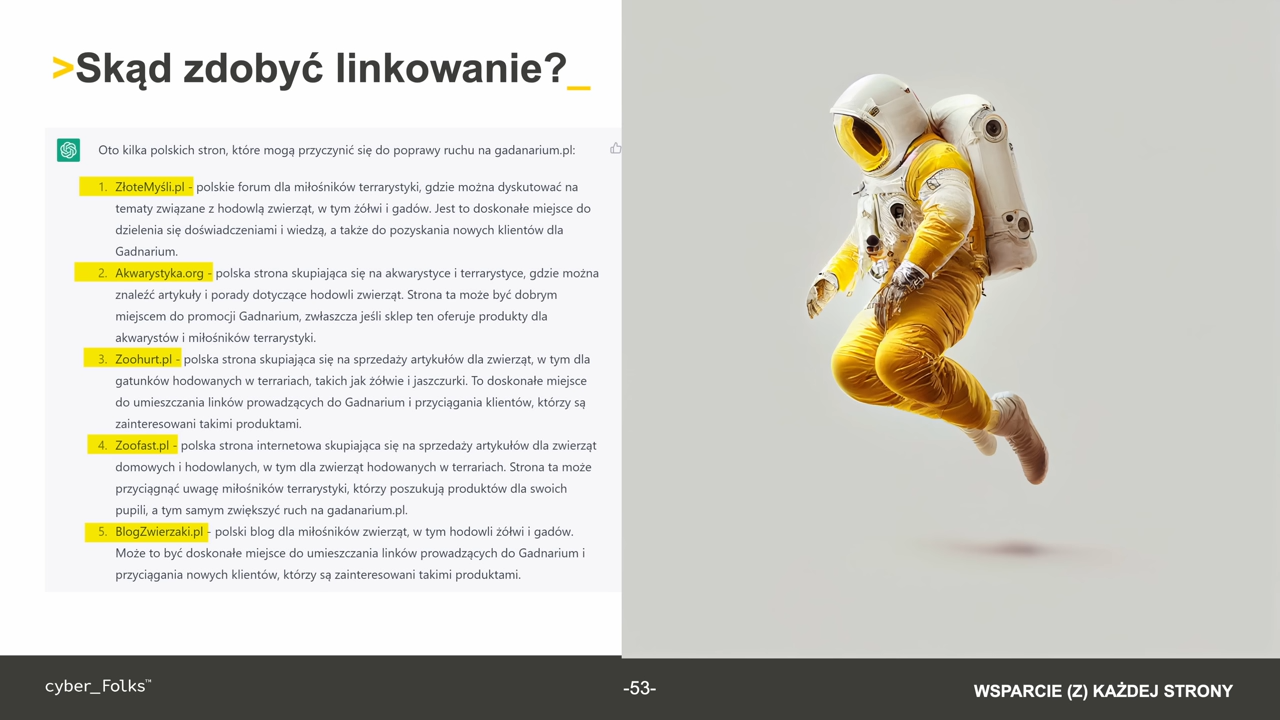 >Skąd zdobyć linkowanie?_
Oto kilka polskich stron, które mogą przyczynić się do poprawy ruchu na gadanarium.pl:
1. ZłoteMyśli.pl - polskie forum dla miłośników terrarystyki, gdzie można dyskutować na
tematy związane z hodowlą zwierząt, w tym żółwi i gadów. Jest to doskonałe miejsce do
dzielenia się doświadczeniami i wiedzą, a także do pozyskania nowych klientów dla
Gadnarium.
2. Akwarystyka.org - polska strona skupiająca się na akwarystyce i terrarystyce, gdzie można
znaleźć artykuły i porady dotyczące hodowli zwierząt. Strona ta może być dobrym
miejscem do promocji Gadnarium, zwłaszcza jeśli sklep ten oferuje produkty dla
akwarystów i miłośników terrarystyki.
3. Zoohurt.pl - polska strona skupiająca się na sprzedaży artykułów dla zwierząt, w tym dla
gatunków hodowanych w terrariach, takich jak żółwie i jaszczurki. To doskonałe miejsce
do umieszczania linków prowadzących do Gadnarium i przyciągania klientów, którzy są
zainteresowani takimi produktami.
4. Zoofast.pl - polska strona internetowa skupiająca się na sprzedaży artykułów dla zwierząt
domowych i hodowlanych, w tym dla zwierząt hodowanych w terrariach. Strona ta może
przyciągnąć uwagę miłośników terrarystyki, którzy poszukują produktów dla swoich
pupili, a tym samym zwiększyć ruch na gadanarium.pl.
5. BlogZwierzaki.pl - polski blog dla miłośników zwierząt, w tym hodowli żółwi i gadów.
Może to być doskonałe miejsce do umieszczania linków prowadzących do Gadnarium i
przyciągania nowych klientów, którzy są zainteresowani takimi produktami.
cyber_Folks™
-53-
WSPARCIE (Z) KAŻDEJ STRONY